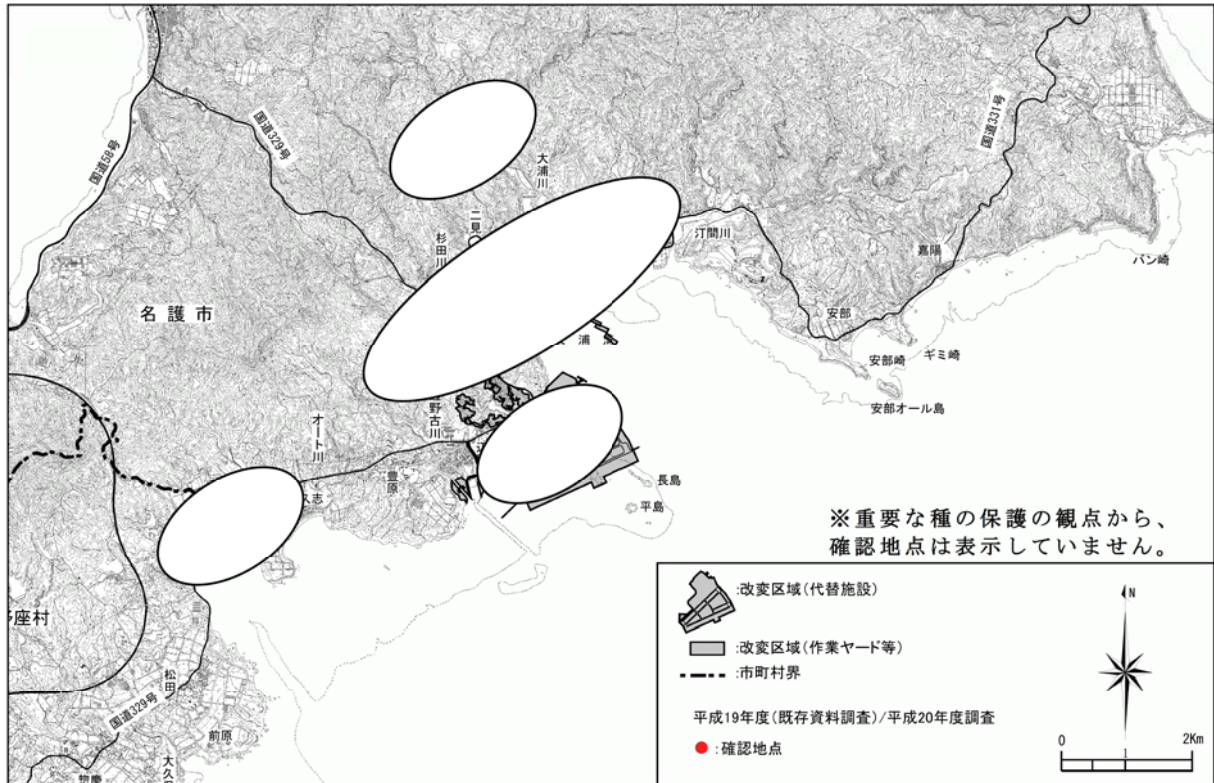 国道58号
国道329号
大浦川
二見
杉田川
国道331号
汀間川
嘉陽
バン崎
名護市
安部
安部崎
ギミ崎
安部オール島
野古川
オート川
豊原
久志
長島
平島
※重要な種の保護の観点から、
確認地点は表示していません。
座村
松田
国道329号
前原
:改変区域(代替施設)
:改変区域(作業ヤード等)
:市町村界
平成19年度(既存資料調査)/平成20年度調査
:確認地点
N
0
2Km